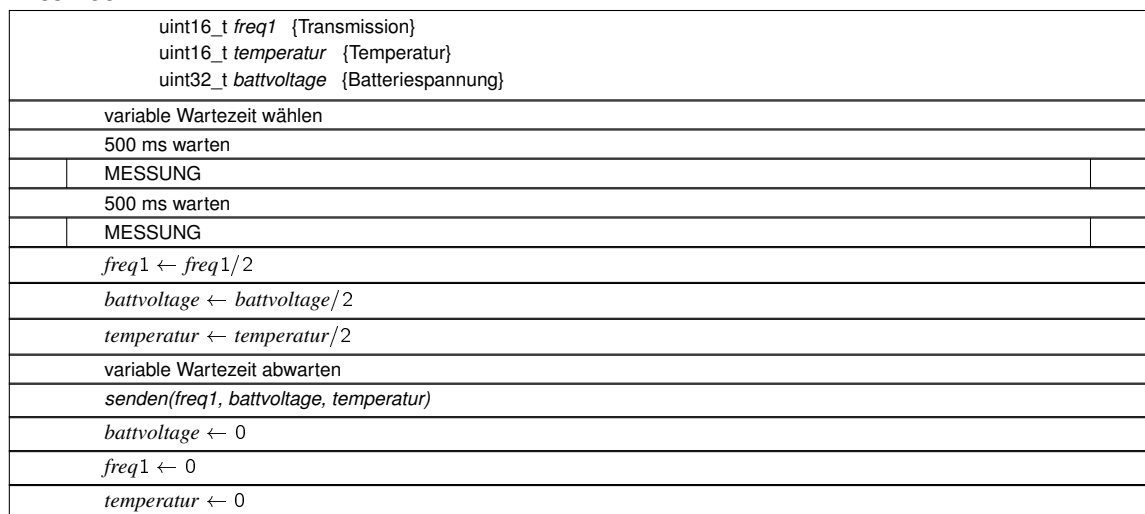 uint16_t freq1 {Transmission}
uint16_t temperatur {Temperatur}
uint32_t battvoltage {Batteriespannung}
variable Wartezeit wählen
500 ms warten
MESSUNG
500 ms warten
MESSUNG
freq1 ← freq1/2
battvoltage ← battvoltage/2
temperatur ← temperatur/2
variable Wartezeit abwarten
senden(freq1, battvoltage, temperatur)
battvoltage ← 0
freq1 ← 0
temperatur ← 0